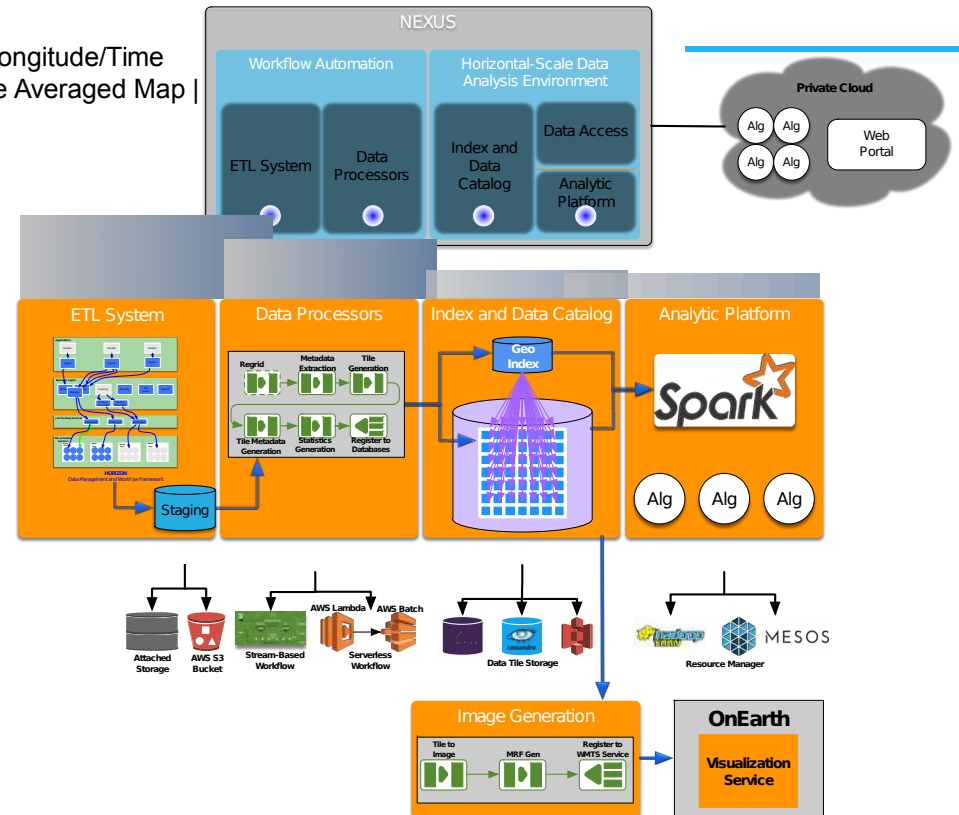 NEXUS
ongitude/Time
e Averaged Map |
Workflow Automation
Horizontal-Scale Data
Analysis Environment
ETL System
Data
Processors
Index and
Data
Catalog
Data Access
Analytic
Platform
Private Cloud
Alg
Alg
Alg
Alg
Web
Portal
ETL System
HORIZON
Data Management and Workflow Framework
Staging
Data Processors
Regrid
Metadata
Extraction
Tile
Generation
Tile Metadata
Generation
Statistics
Generation
Register to
Databases
Index and Data Catalog
Geo
Index
Analytic Platform
Spark
Alg
Alg
Alg
Attached
Storage
AWS S3
Bucket
Stream-Based
Workflow
AWS Lambda
AWS Batch
Serverless
Workflow
cassandra
Data Tile Storage
hadoop
YARN
MESOS
Resource Manager
Image Generation
Tile to
Image
MRF Gen
Register to
WMTS Service
OnEarth
Visualization
Service